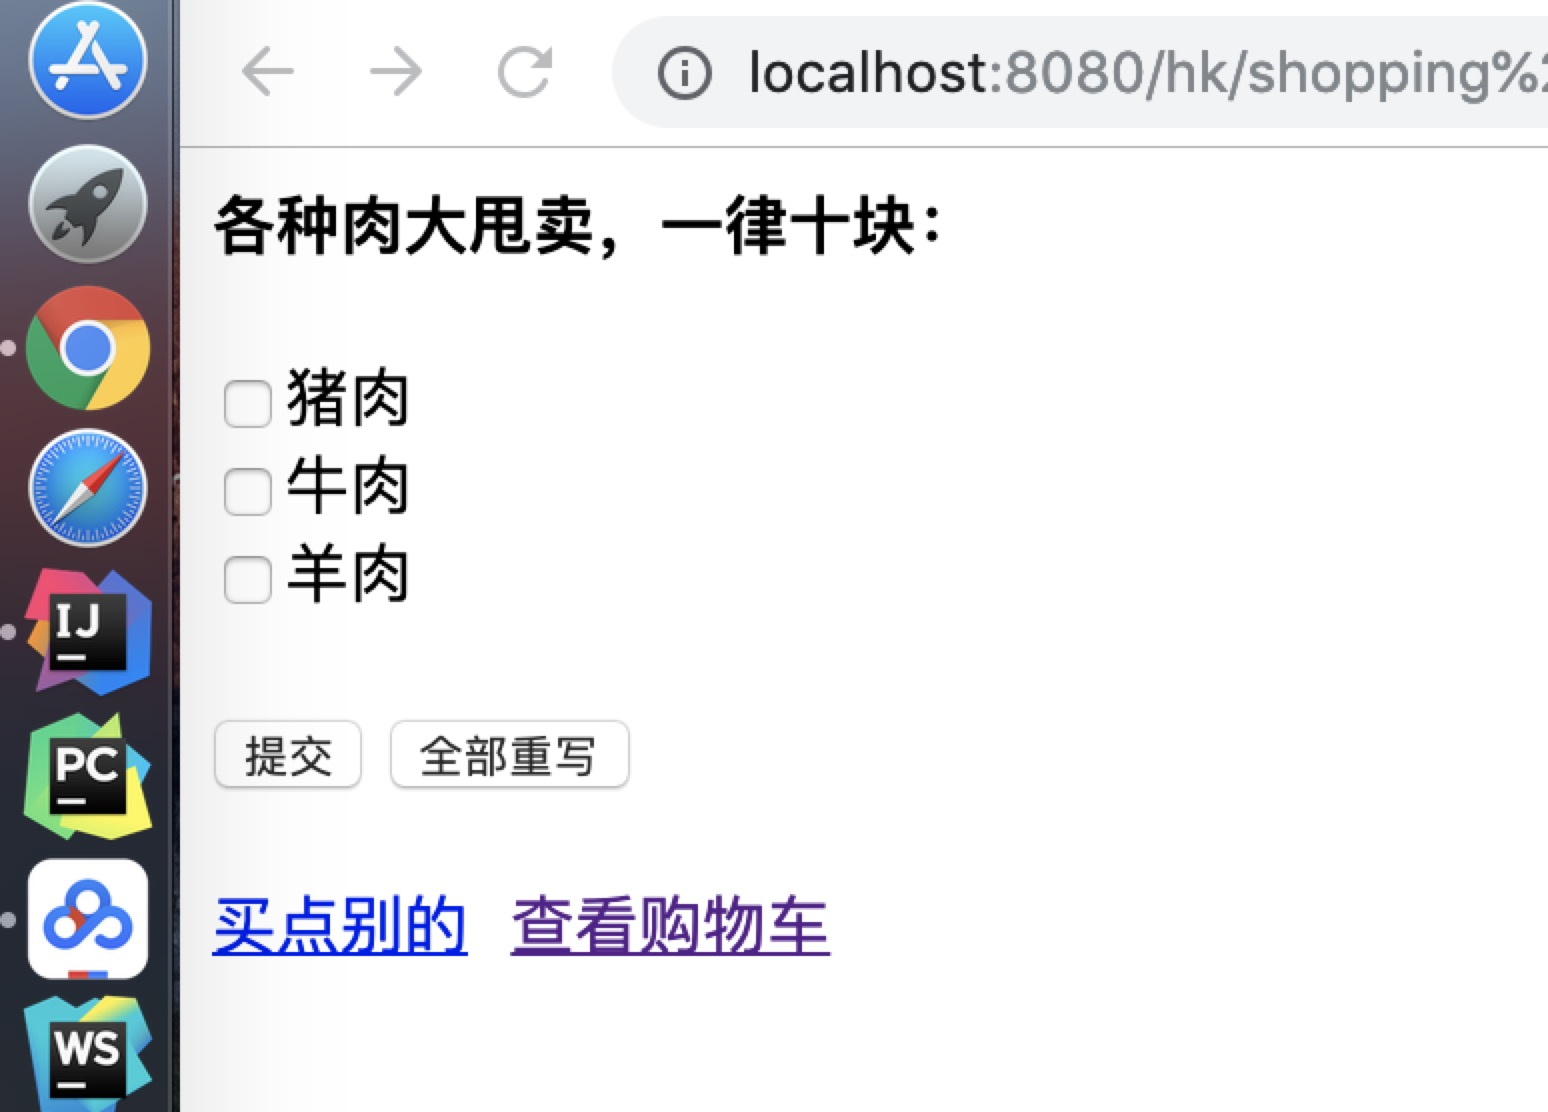 localhost:8080/hk/shopping%2
各种肉大甩卖，一律十块：
猪肉
牛肉
羊肉
提交 全部重写
买点别的 查看购物车
IJ
PC
WS